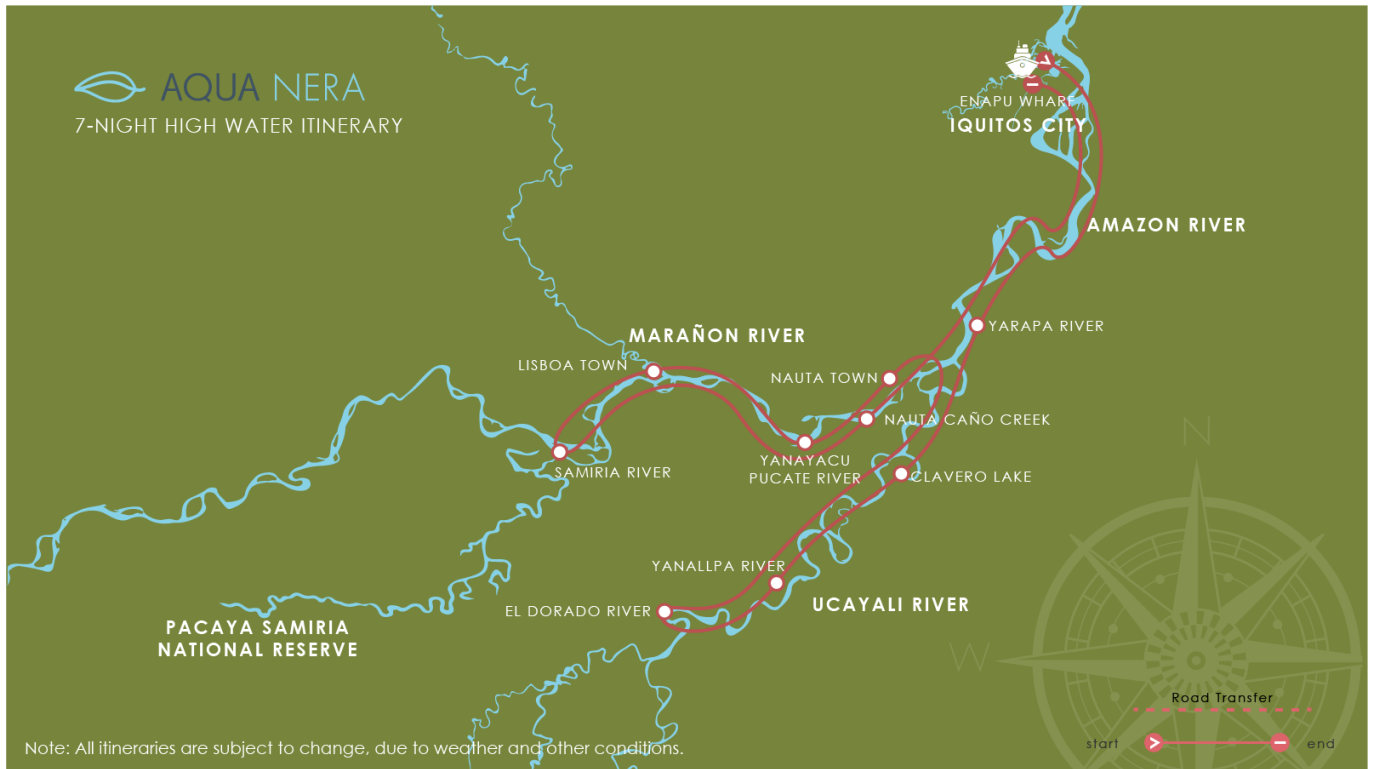 AQUA NERA
7-NIGHT HIGH WATER ITINERARY
ENAPU WHARF
IQUITOS CITY
AMAZON RIVER
YARAPA RIVER
MARAÑON RIVER
LISBOA TOWN
NAUTA TOWN
NAUTA CAÑO CREEK
YANAYACU
PUCATE RIVER
SAMIRIA RIVER
CLAVERO LAKE
YANALLPA RIVER
EL DORADO RIVER
UCAYALI RIVER
PACAYA SAMIRIA
NATIONAL RESERVE
N
W
Road Transfer
start
end
Note: All itineraries are subject to change, due to weather and other conditions.